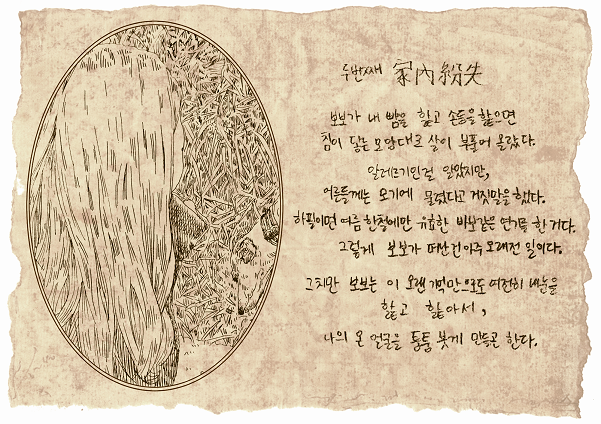 두번째 家內紛失
보보가 내 뺨을 핥고 손등을 핥으면
침이 닿는 모양대로 살이 부풀어 올랐다.
알레르기인걸 알았지만,
어른들께는 모기에 물렸다고 거짓말을 했다.
하필이면 여름 한철에만 유효한 바보같은 연기를 한 거다.
그렇게 보보가 떠난건 아주 오래전 일이다.
그치만 보보는 이 오랜 기억만으로도 여전히 내눈을
핥고 핥아서,
나의 온 얼굴을 퉁퉁 붓게 만들곤 한다.